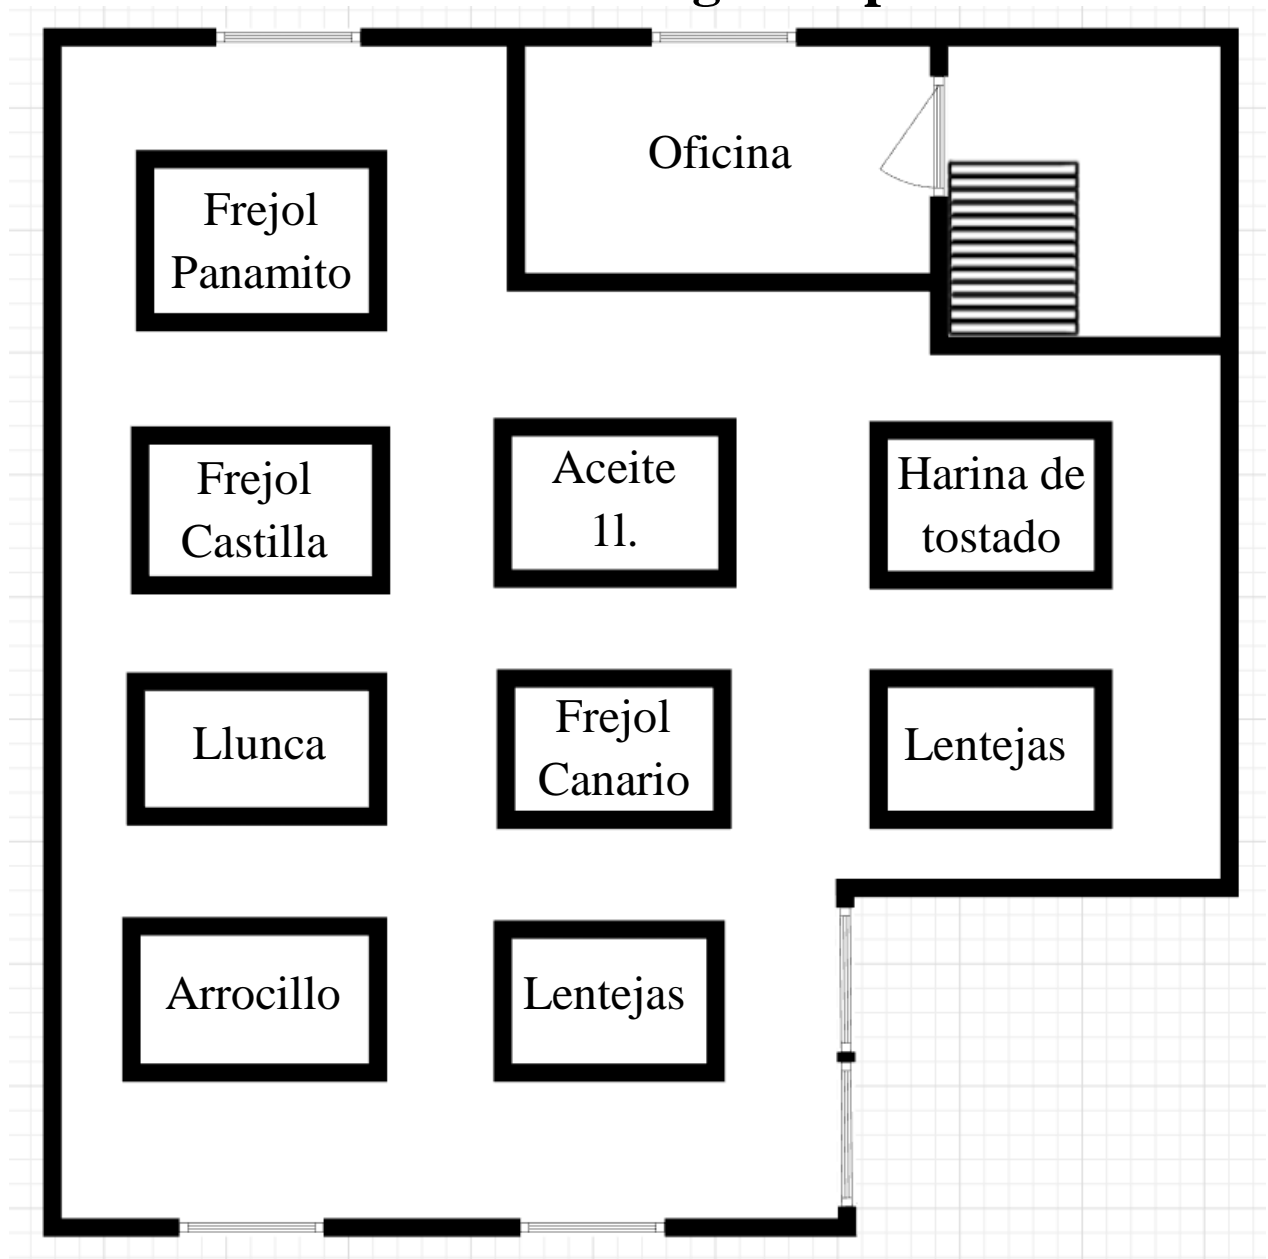 Oficina
Frejol
Panamito
Frejol
Castilla
Aceite
1l.
Harina de
tostado
Llunca
Frejol
Canario
Lentejas
Arrocillo
Lentejas